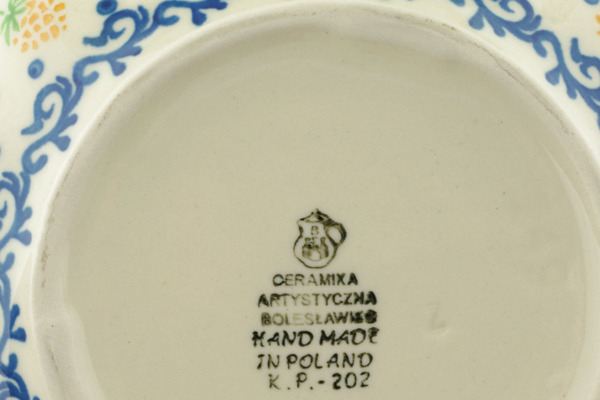 CERAMIKA
ARTYSTYCZNA
BOLESŁAWIEC
HAND MADE
IN POLAND
K.P.-202